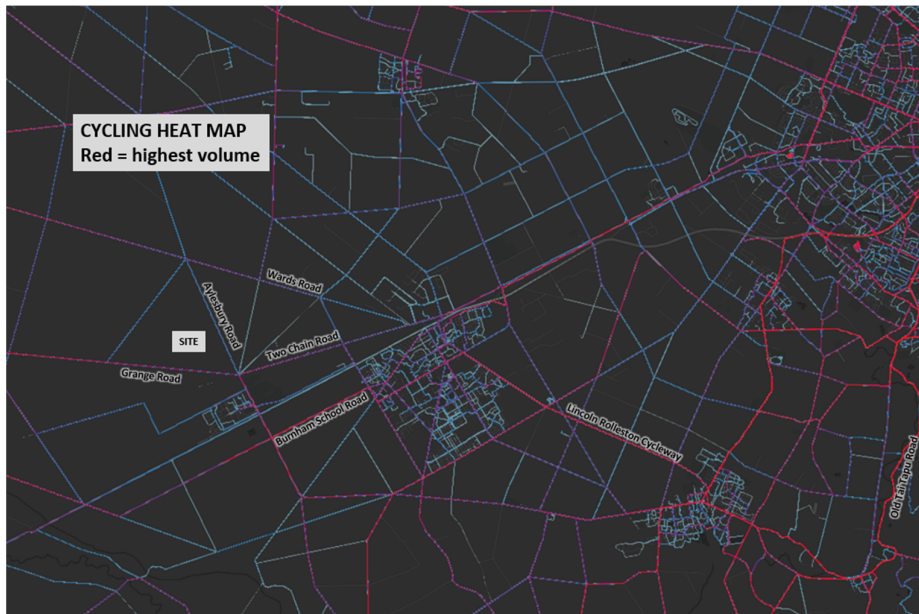 CYCLING HEAT MAP
Red = highest volume
Wards Road
Aylesbury Road
SITE
Two Chain Road
Grange Road
Burnham School Road
Lincoln Rolleston Cycleway
Old Tai Tapu Road